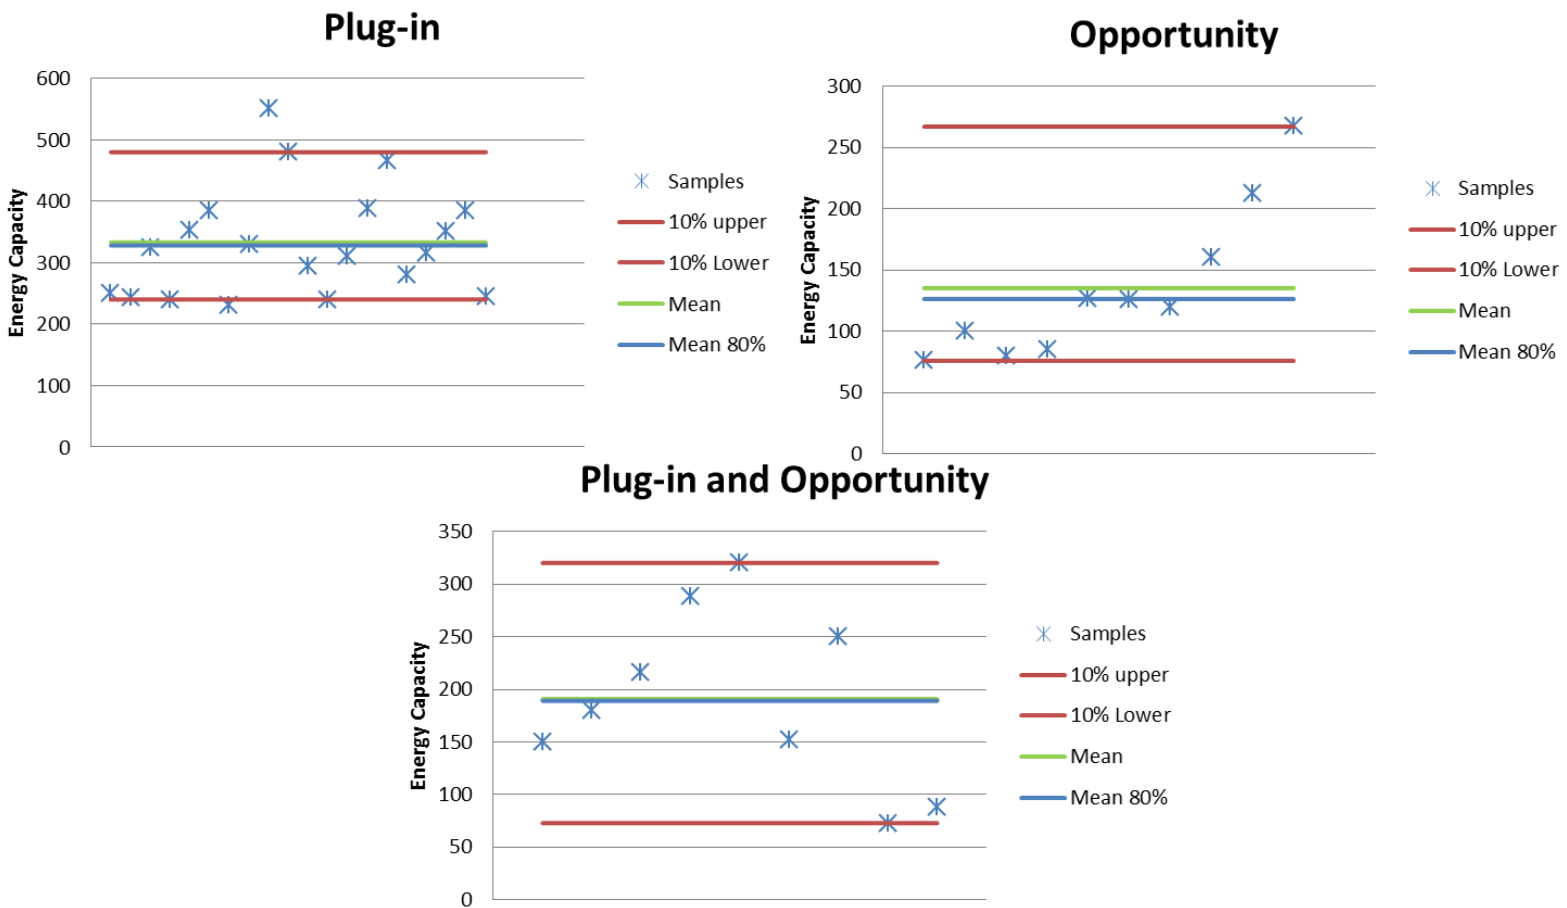 Plug-in
600
500
400
300
200
100
0
Energy Capacity
Samples
10% upper
10% Lower
Mean
Mean 80%
Opportunity
300
250
200
150
100
50
0
Energy Capacity
Samples
10% upper
10% Lower
Mean
Mean 80%
Plug-in and Opportunity
350
300
250
200
150
100
50
0
Energy Capacity
Samples
10% upper
10% Lower
Mean
Mean 80%